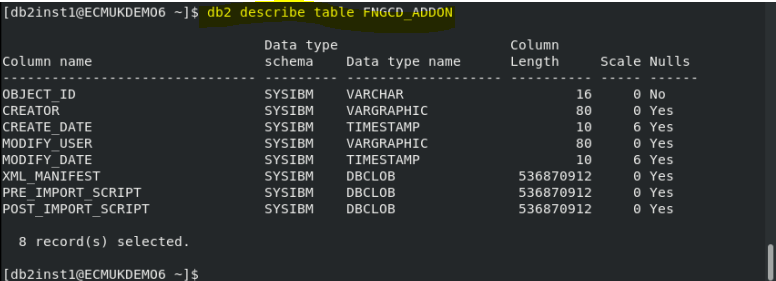 [db2inst1@ECMUKDEMO6 ~]$ db2 describe table FNGCD_ADDON
                                Data type                     Column
Column name                     schema    Data type name      Length     Scale Nulls
------------------------------- --------- ------------------- ---------- ----- ------
OBJECT_ID                       SYSIBM    VARCHAR                     16     0 No
CREATOR                         SYSIBM    VARGRAPHIC                  80     0 Yes
CREATE_DATE                     SYSIBM    TIMESTAMP                   10     6 Yes
MODIFY_USER                     SYSIBM    VARGRAPHIC                  80     0 Yes
MODIFY_DATE                     SYSIBM    TIMESTAMP                   10     6 Yes
XML_MANIFEST                    SYSIBM    DBCLOB               536870912     0 Yes
PRE_IMPORT_SCRIPT               SYSIBM    DBCLOB               536870912     0 Yes
POST_IMPORT_SCRIPT              SYSIBM    DBCLOB               536870912     0 Yes
  8 record(s) selected.
[db2inst1@ECMUKDEMO6 ~]$